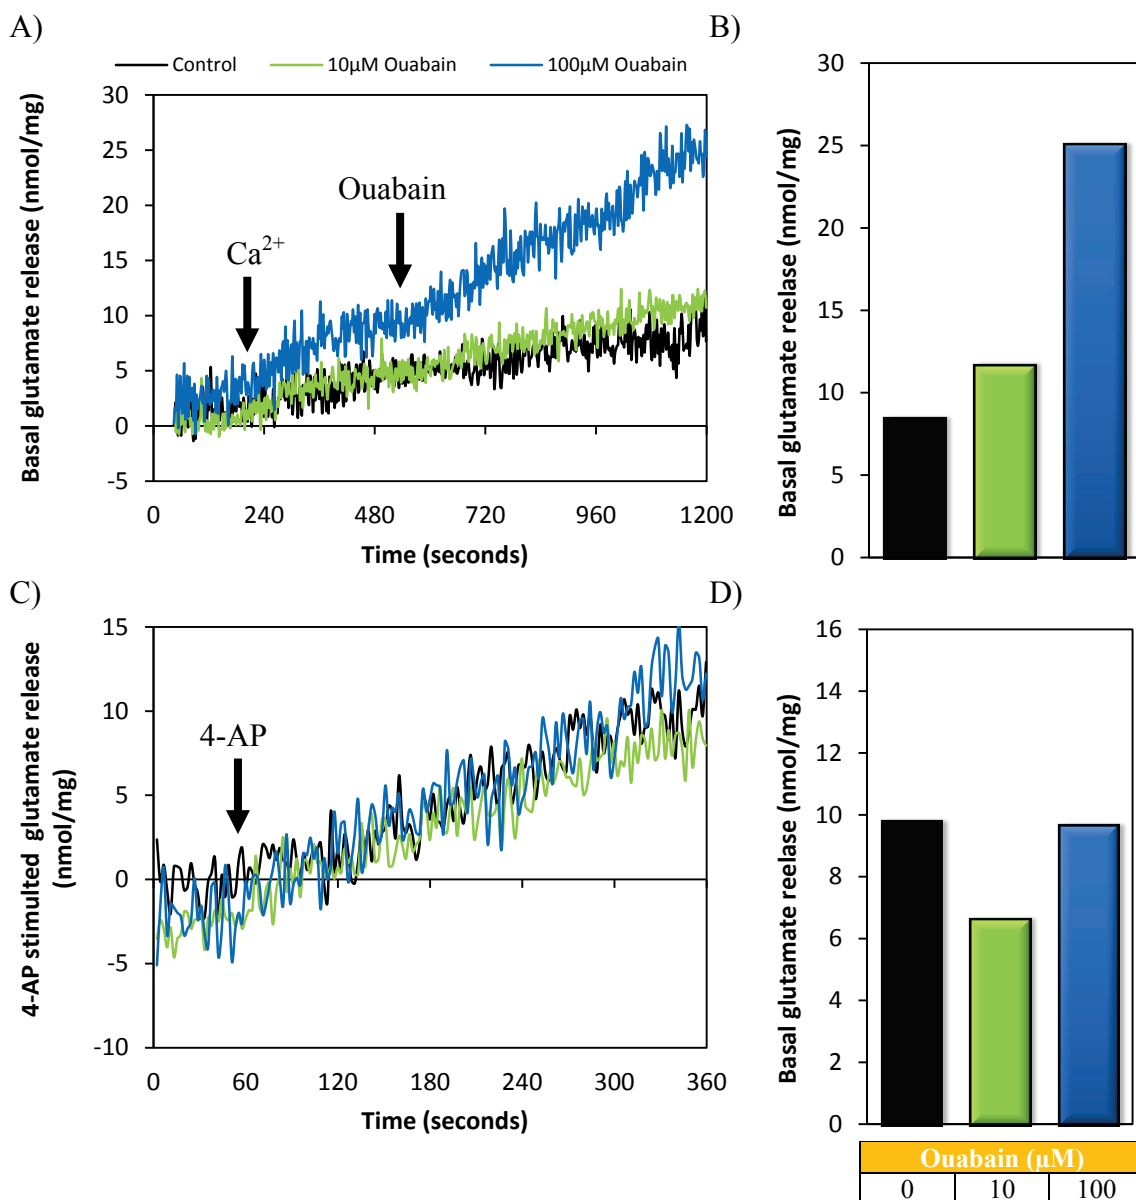 A)
Control 10µM Ouabain 100µM Ouabain
Basal glutamate release (nmol/mg)
30
25
20
15
10
5
0
-5
Ca²⁺
Ouabain
0 240 480 720 960 1200
Time (seconds)
B)
Basal glutamate reelase (nmol/mg)
30
25
20
15
10
5
0
C)
4-AP stimulted glutamate release
(nmol/mg)
15
10
5
0
-5
-10
4-AP
0 60 120 180 240 300 360
Time (seconds)
D)
Basal glutamate reelase (nmol/mg)
16
14
12
10
8
6
4
2
0
Ouabain (µM)
0 10 100